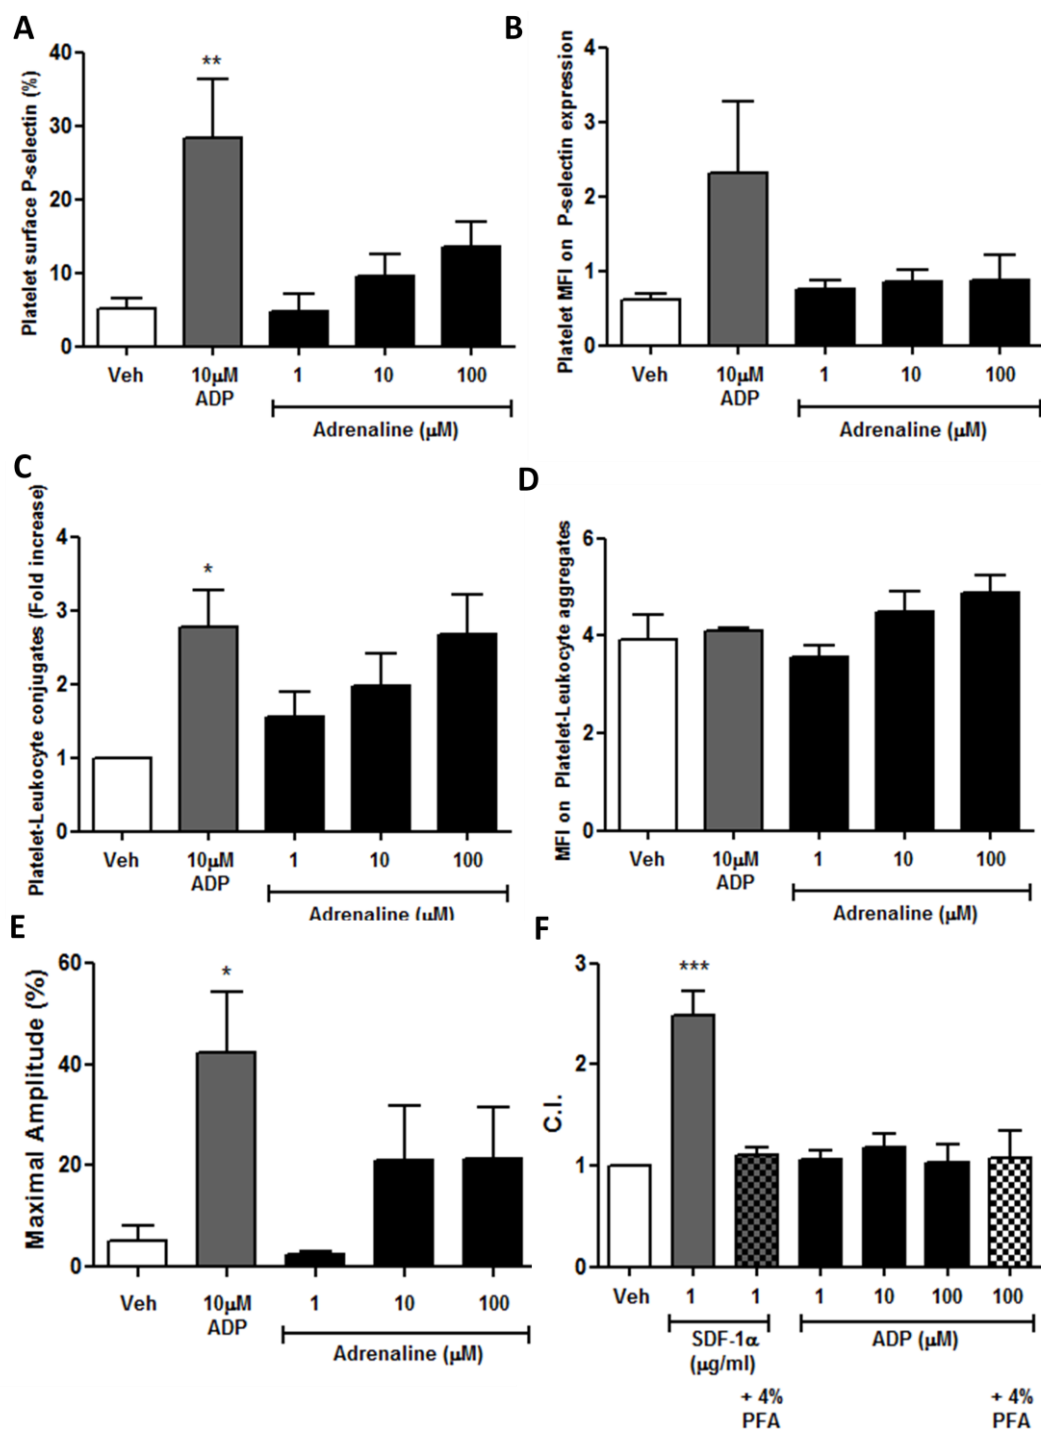 A
Platelet surface P-selectin (%)
40
30
20
10
0
**
Veh
10µM
ADP
1
10
100
Adrenaline (µM)
B
Platelet MFI on P-selectin expression
4
3
2
1
0
Veh
10µM
ADP
1
10
100
Adrenaline (µM)
C
Platelet-Leukocyte conjugates (Fold increase)
4
3
2
1
0
*
Veh
10µM
ADP
1
10
100
Adrenaline (µM)
D
MFI on Platelet-Leukocyte aggregates
6
4
2
0
Veh
10µM
ADP
1
10
100
Adrenaline (µM)
E
Maximal Amplitude (%)
60
40
20
0
*
Veh
10µM
ADP
1
10
100
Adrenaline (µM)
F
C.I.
3
2
1
0
***
Veh
1
1
1
10
100
100
SDF-1α
(µg/ml)
ADP (µM)
+ 4%
PFA
+ 4%
PFA